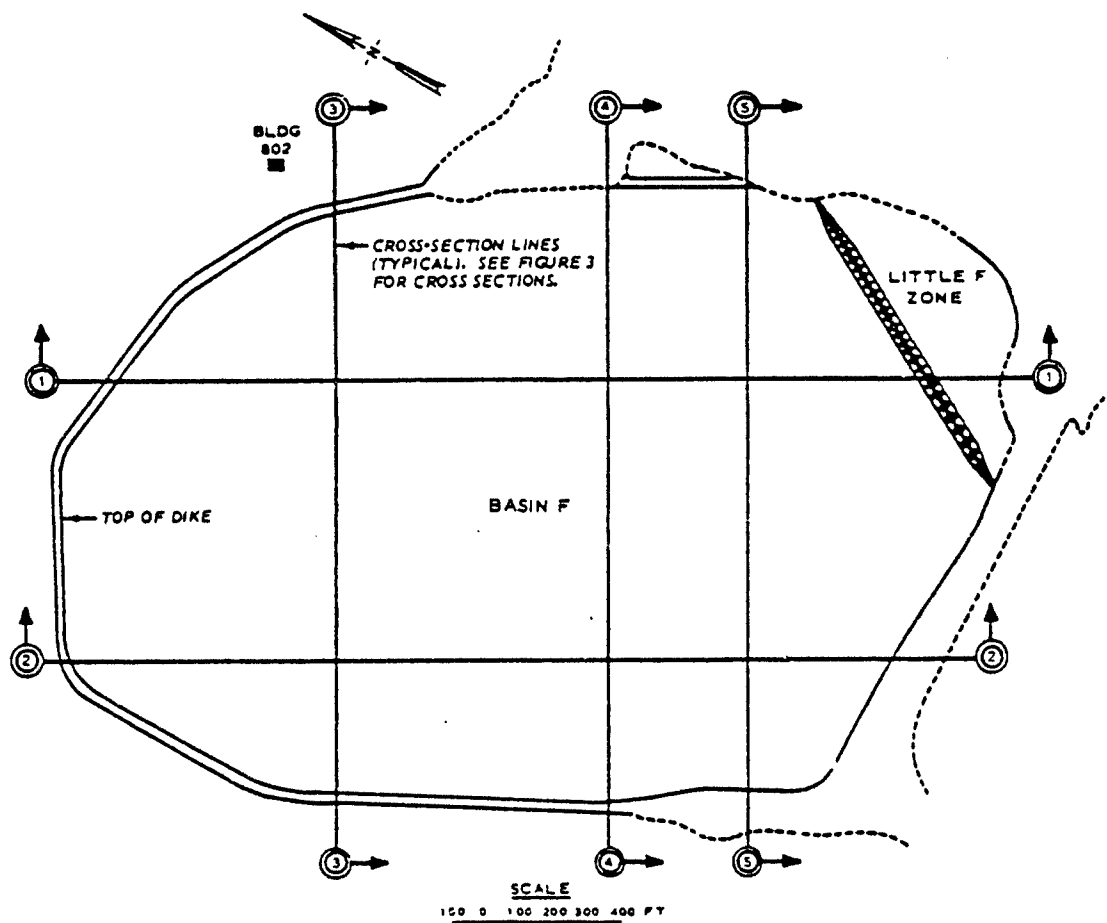 N
3
4
5
BLDG
802
CROSS-SECTION LINES
(TYPICAL). SEE FIGURE 3
FOR CROSS SECTIONS.
LITTLE F
ZONE
1
1
BASIN F
TOP OF DIKE
2
2
3
4
5
SCALE
100 0 100 200 300 400 FT